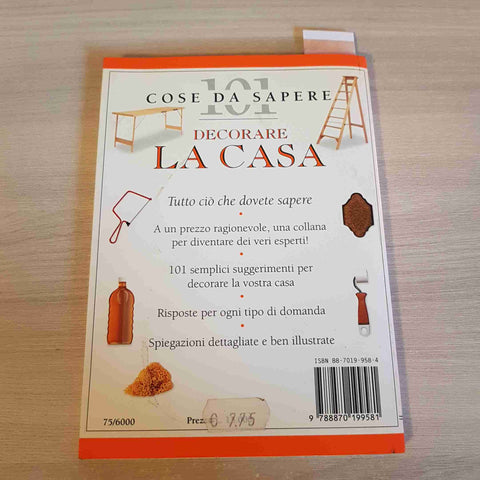 101
COSE DA SAPERE
DECORARE
LA CASA
Tutto ciò che dovete sapere
A un prezzo ragionevole, una collana
per diventare dei veri esperti!
101 semplici suggerimenti per
decorare la vostra casa
Risposte per ogni tipo di domanda
Spiegazioni dettagliate e ben illustrate
ISBN 88-7019-958-4
9 788870 199581
75/6000
€ 7.75